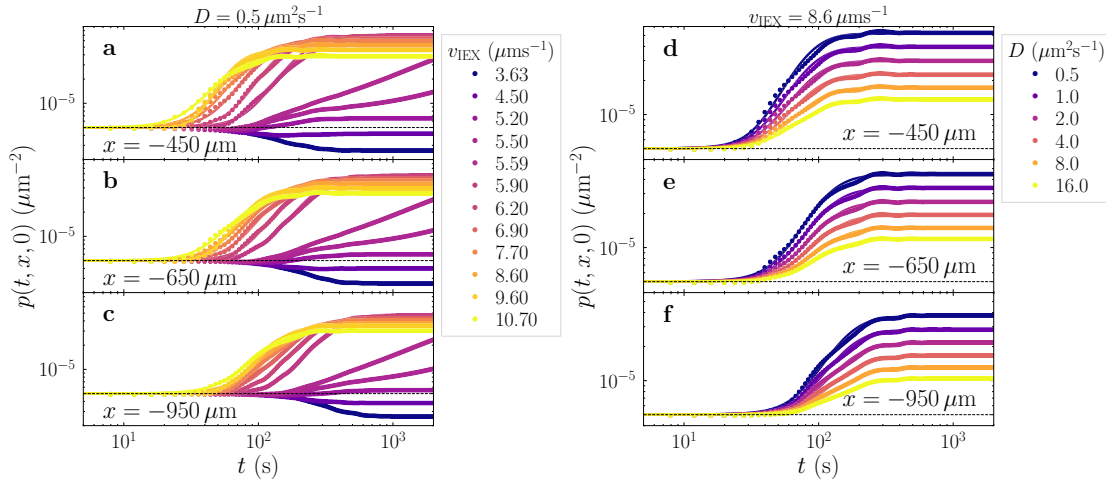 D = 0.5 μm²s⁻¹
a
10⁻⁵
x = −450 μm
b
10⁻⁵
x = −650 μm
c
10⁻⁵
x = −950 μm
p(t, x, 0) (μm⁻²)
10¹ 10² 10³
t (s)
v_IEX (μms⁻¹)
3.63
4.50
5.20
5.50
5.59
5.90
6.20
6.90
7.70
8.60
9.60
10.70
v_IEX = 8.6 μms⁻¹
d
x = −450 μm
e
10⁻⁵
x = −650 μm
f
10⁻⁵
x = −950 μm
p(t, x, 0) (μm⁻²)
10⁻⁵
10¹ 10² 10³
t (s)
D (μm²s⁻¹)
0.5
1.0
2.0
4.0
8.0
16.0